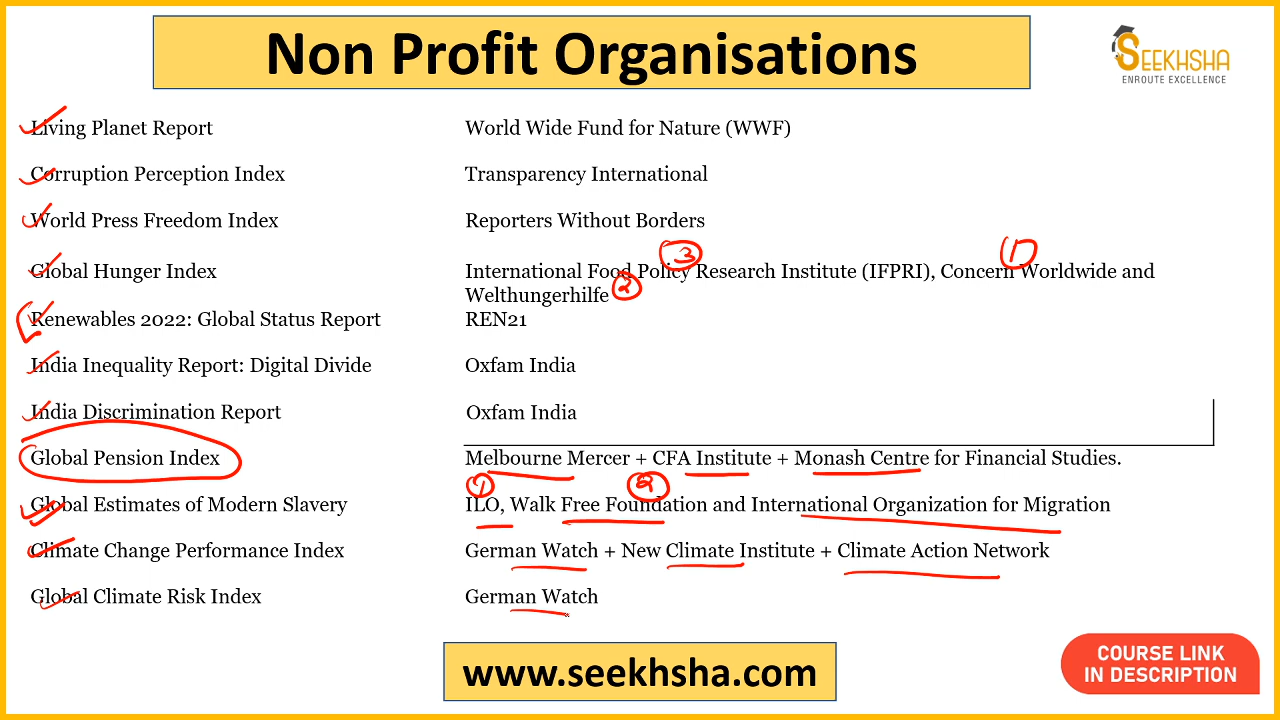 Non Profit Organisations
SEEKHSHA
ENROUTE EXCELLENCE
Living Planet Report World Wide Fund for Nature (WWF)
Corruption Perception Index Transparency International
World Press Freedom Index Reporters Without Borders
3 1
Global Hunger Index International Food Policy Research Institute (IFPRI), Concern Worldwide and
Welthungerhilfe 2
Renewables 2022: Global Status Report REN21
India Inequality Report: Digital Divide Oxfam India
India Discrimination Report Oxfam India
Global Pension Index Melbourne Mercer + CFA Institute + Monash Centre for Financial Studies.
1 2
Global Estimates of Modern Slavery ILO, Walk Free Foundation and International Organization for Migration
Climate Change Performance Index German Watch + New Climate Institute + Climate Action Network
Global Climate Risk Index German Watch
www.seekhsha.com
COURSE LINK
IN DESCRIPTION